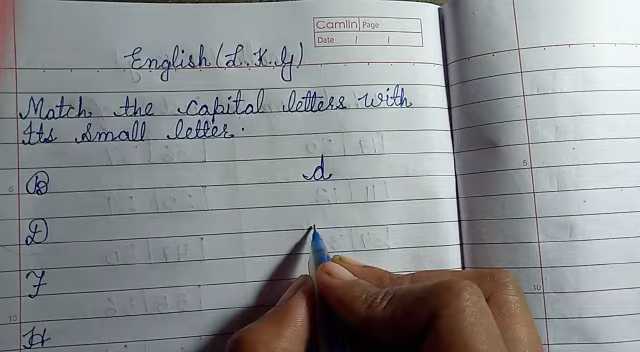 Camlin Page
Date / /
English (L.K.G)
Match the capital letters with
its small letter.
B d
D
F
H